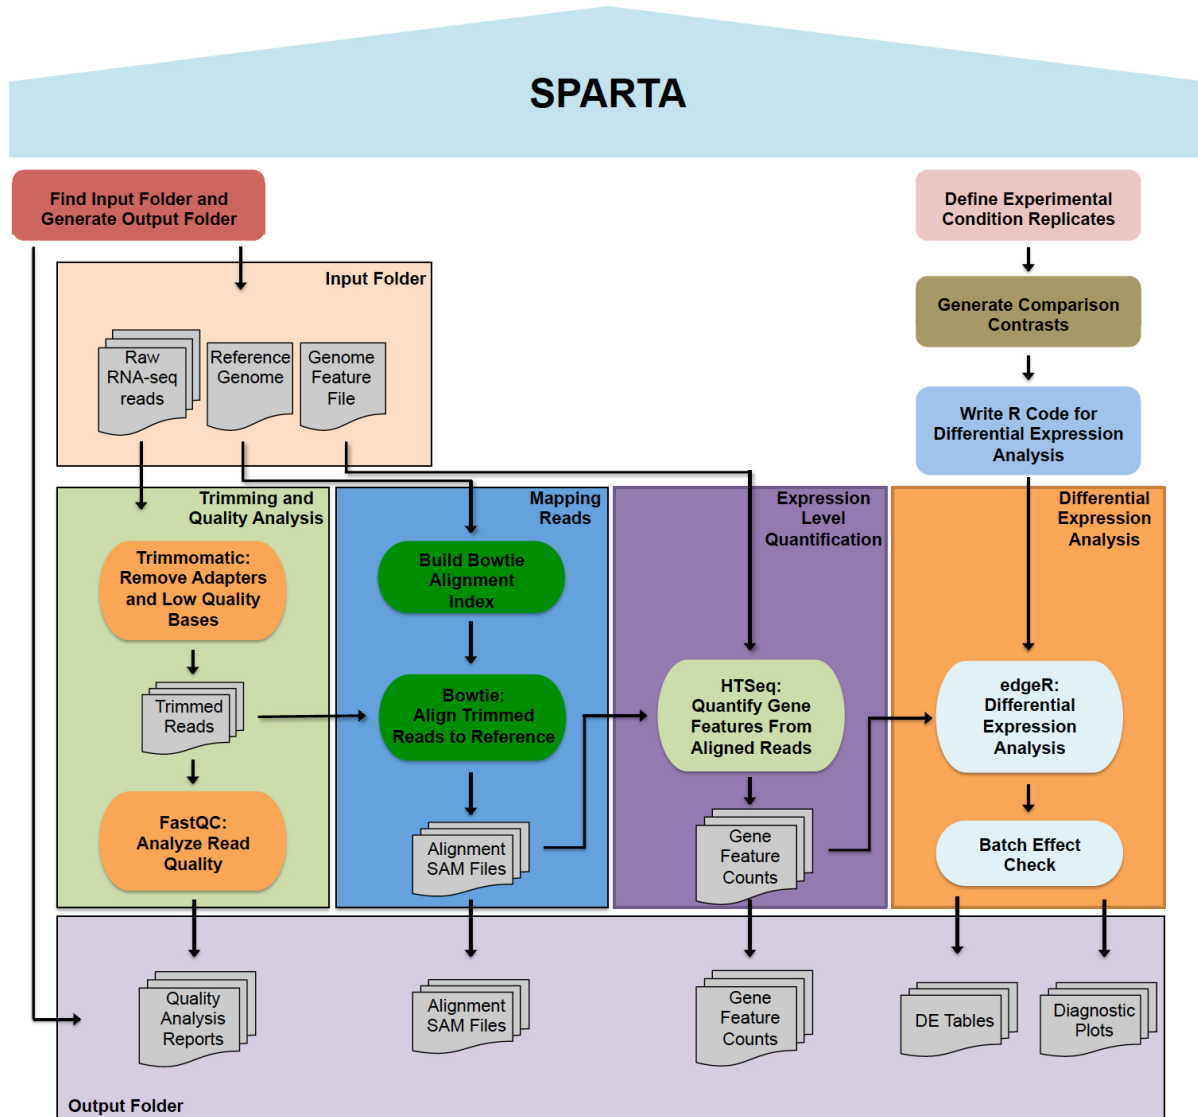 SPARTA
Find Input Folder and
Generate Output Folder
Define Experimental
Condition Replicates
Input Folder
Generate Comparison
Contrasts
Raw
RNA-seq
reads
Reference
Genome
Genome
Feature
File
Write R Code for
Differential Expression
Analysis
Trimming and
Quality Analysis
Mapping
Reads
Expression
Level
Quantification
Differential
Expression
Analysis
Trimmomatic:
Remove Adapters
and Low Quality
Bases
Build Bowtie
Alignment
Index
Trimmed
Reads
Bowtie:
Align Trimmed
Reads to Reference
HTSeq:
Quantify Gene
Features From
Aligned Reads
edgeR:
Differential
Expression
Analysis
FastQC:
Analyze Read
Quality
Alignment
SAM Files
Gene
Feature
Counts
Batch Effect
Check
Quality
Analysis
Reports
Alignment
SAM Files
Gene
Feature
Counts
DE Tables
Diagnostic
Plots
Output Folder